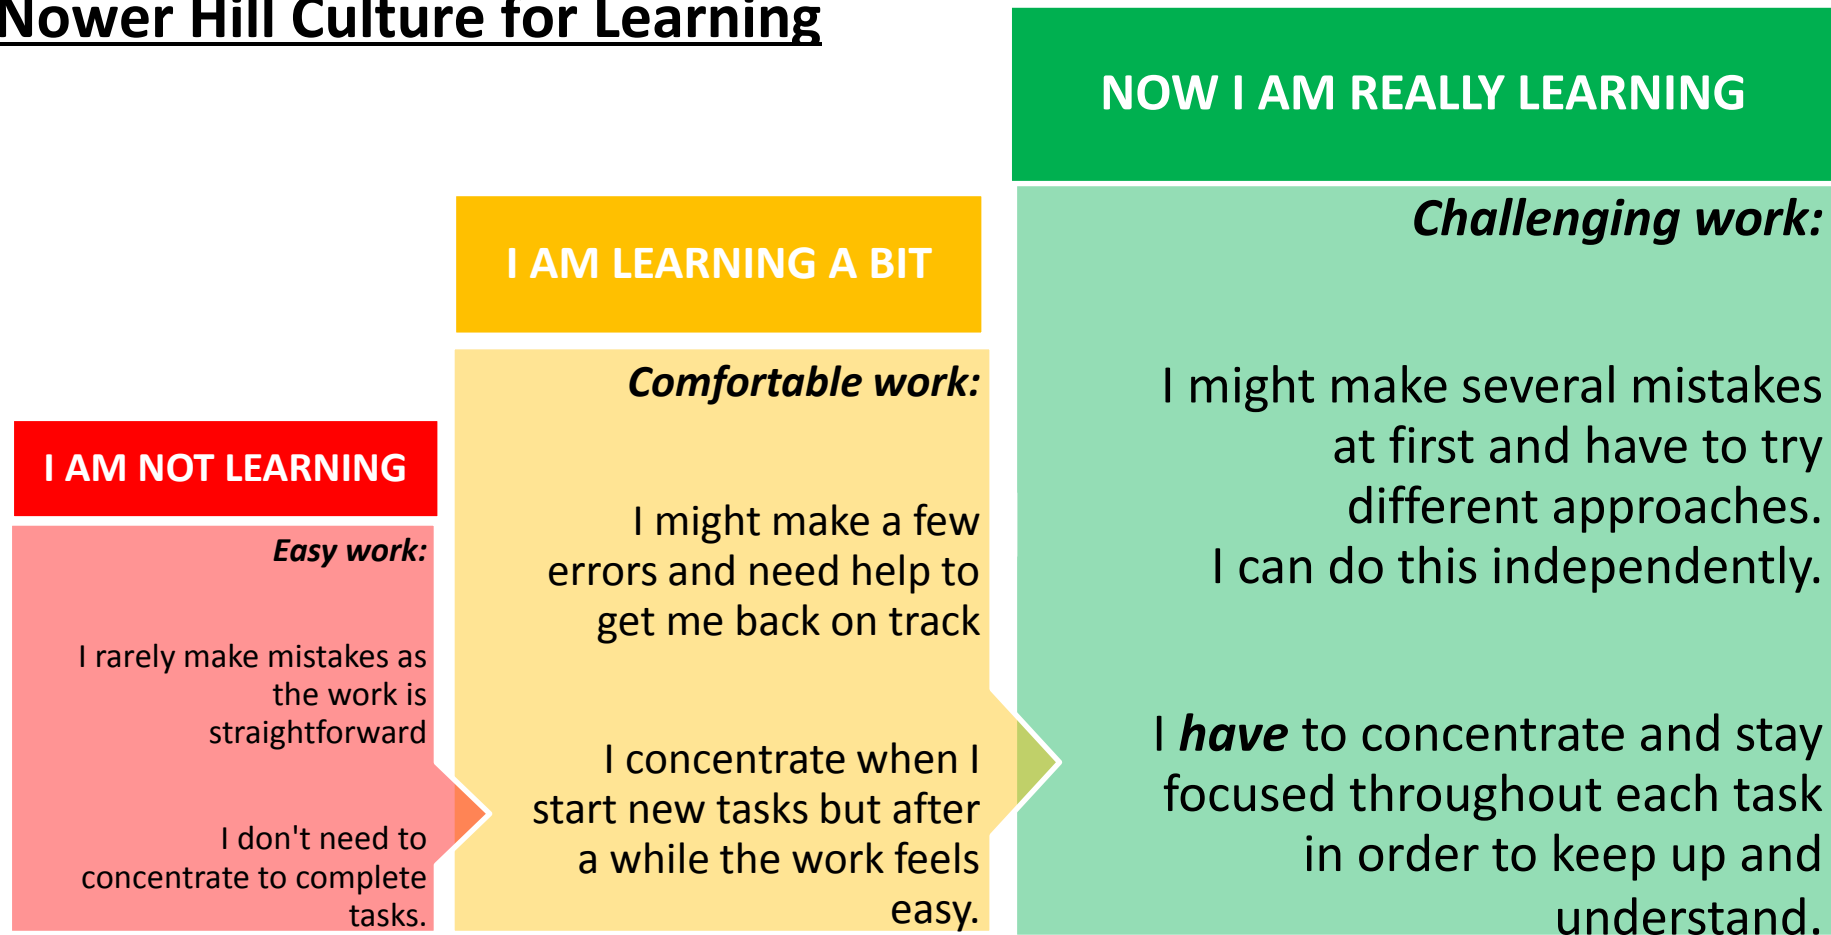 Nower Hill Culture for Learning
I AM NOT LEARNING
Easy work:
I rarely make mistakes as
the work is
straightforward
I don't need to
concentrate to complete
tasks.
I AM LEARNING A BIT
Comfortable work:
I might make a few
errors and need help to
get me back on track
I concentrate when I
start new tasks but after
a while the work feels
easy.
NOW I AM REALLY LEARNING
Challenging work:
I might make several mistakes
at first and have to try
different approaches.
I can do this independently.
I have to concentrate and stay
focused throughout each task
in order to keep up and
understand.